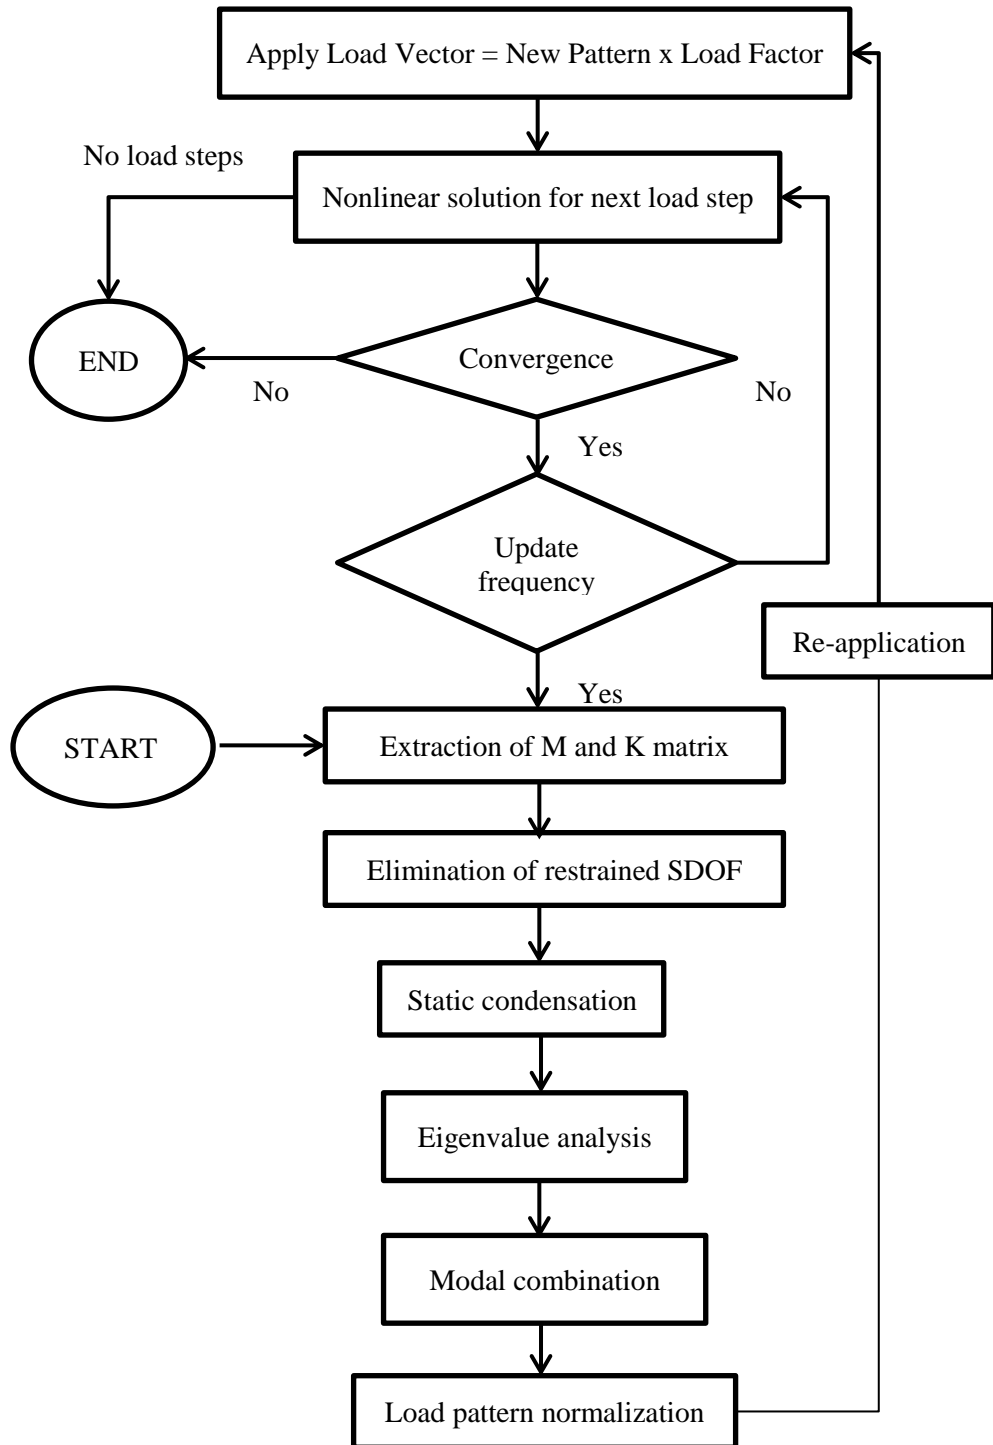 Apply Load Vector = New Pattern x Load Factor
No load steps
Nonlinear solution for next load step
END
Convergence
No
No
Yes
Update
frequency
Re-application
Yes
START
Extraction of M and K matrix
Elimination of restrained SDOF
Static condensation
Eigenvalue analysis
Modal combination
Load pattern normalization